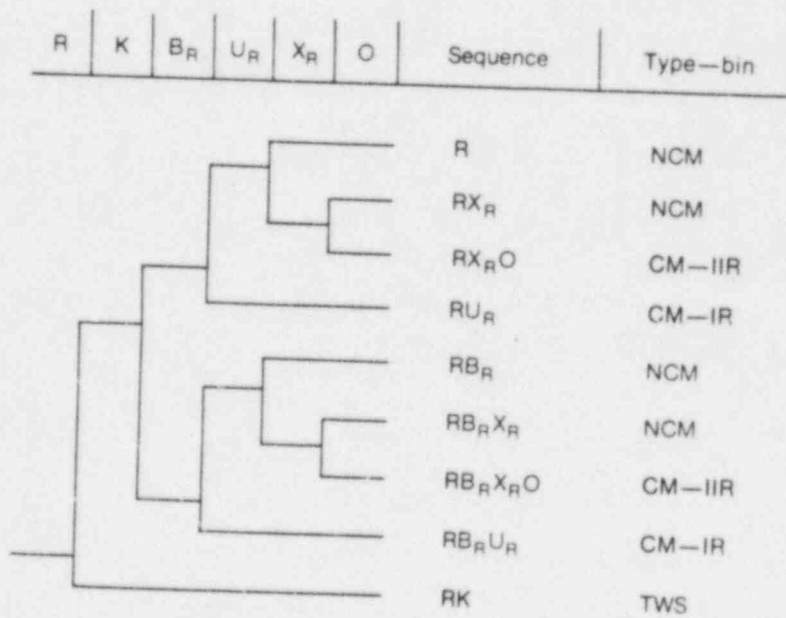 R K B_R U_R X_R O Sequence Type—bin
R NCM
RX_R NCM
RX_RO CM—IIR
RU_R CM—IR
RB_R NCM
RB_RX_R NCM
RB_RX_RO CM—IIR
RB_RU_R CM—IR
RK TWS